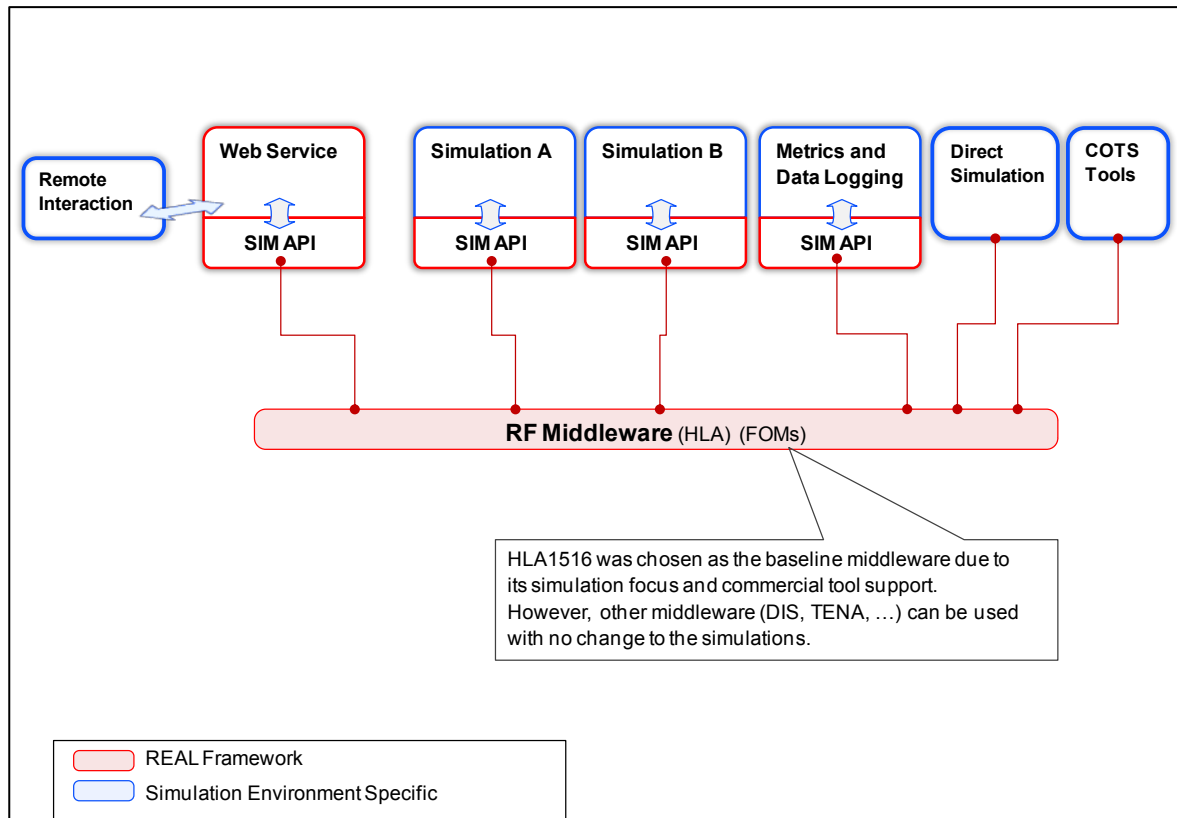 Remote
Interaction
Web Service
SIM API
Simulation A
SIM API
Simulation B
SIM API
Metrics and
Data Logging
SIM API
Direct
Simulation
COTS
Tools
RF Middleware (HLA) (FOMs)
HLA1516 was chosen as the baseline middleware due to
its simulation focus and commercial tool support.
However, other middleware (DIS, TENA, …) can be used
with no change to the simulations.
REAL Framework
Simulation Environment Specific